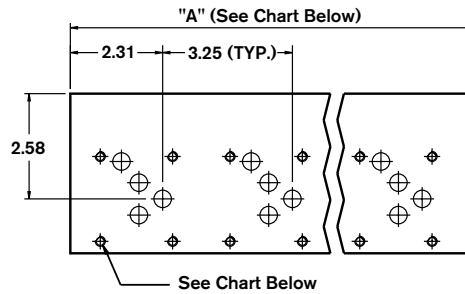 "A" (See Chart Below)
2.31
3.25 (TYP.)
2.58
See Chart Below